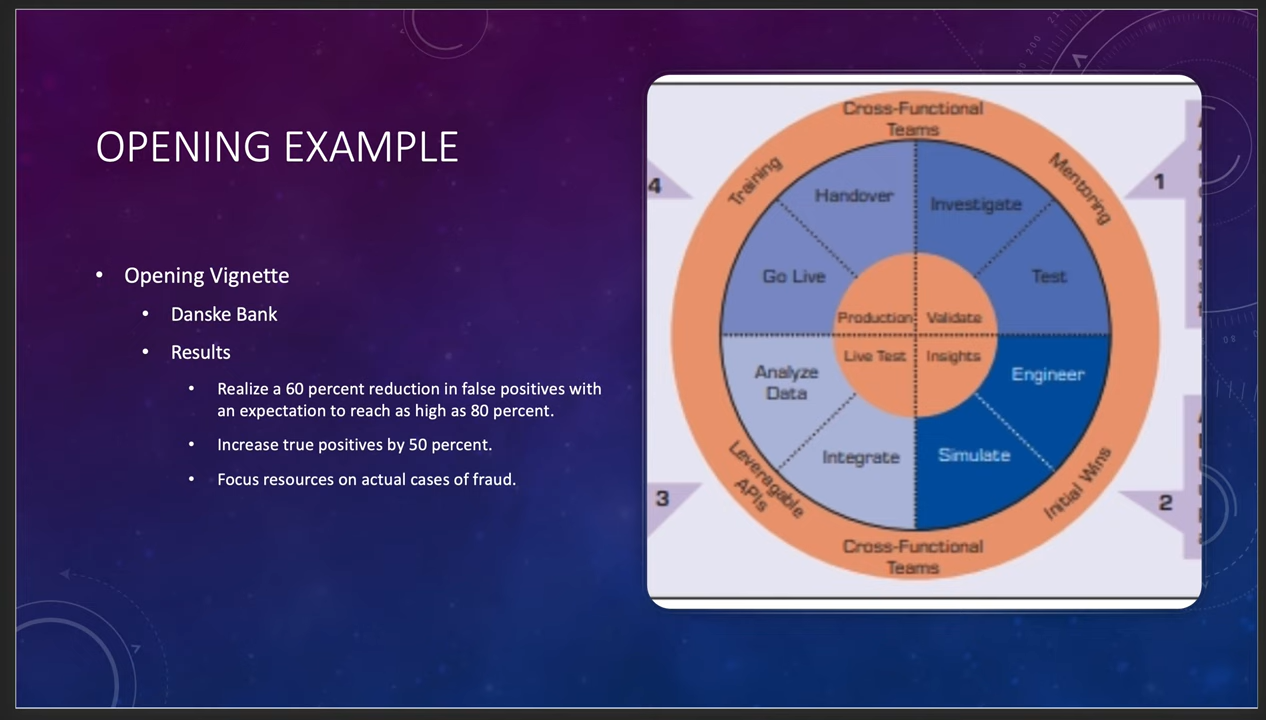 OPENING EXAMPLE
• Opening Vignette
• Danske Bank
• Results
• Realize a 60 percent reduction in false positives with
an expectation to reach as high as 80 percent.
• Increase true positives by 50 percent.
• Focus resources on actual cases of fraud.
Cross-Functional
Teams
Training
Mentoring
4
1
Handover
Investigate
Go Live
Test
Production
Validate
Live Test
Insights
Analyze
Data
Engineer
Integrate
Simulate
Leveragable
APIs
Initial Wins
3
2
Cross-Functional
Teams
200
80